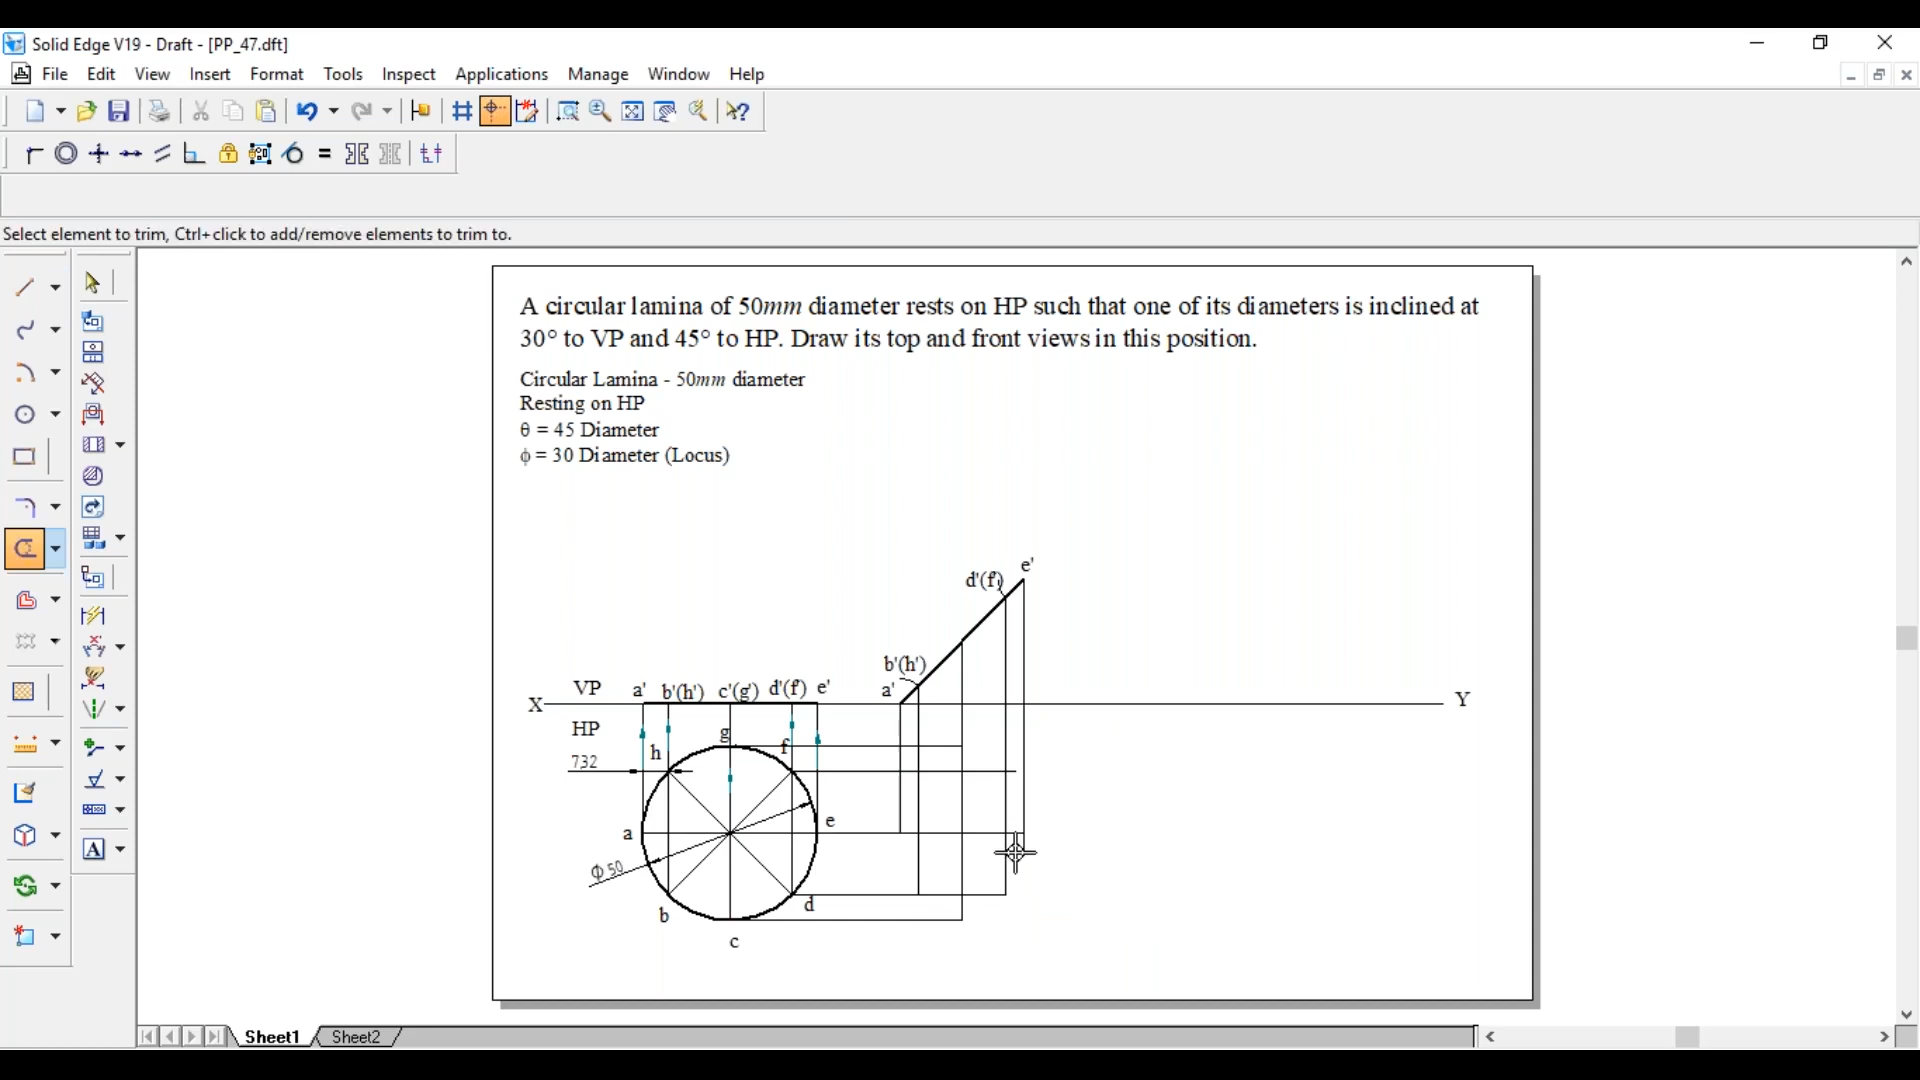 Solid Edge V19 - Draft - [PP_47.dft]
File Edit View Insert Format Tools Inspect Applications Manage Window Help
Select element to trim, Ctrl+click to add/remove elements to trim to.
A circular lamina of 50mm diameter rests on HP such that one of its diameters is inclined at
30° to VP and 45° to HP. Draw its top and front views in this position.
Circular Lamina - 50mm diameter
Resting on HP
θ = 45 Diameter
ϕ = 30 Diameter (Locus)
e'
d'(f')
b'(h')
VP a' b'(h') c'(g') d'(f') e' a'
X Y
HP
g
h f
7.32
e
a
Φ 50
d
b
c
Sheet1 Sheet2